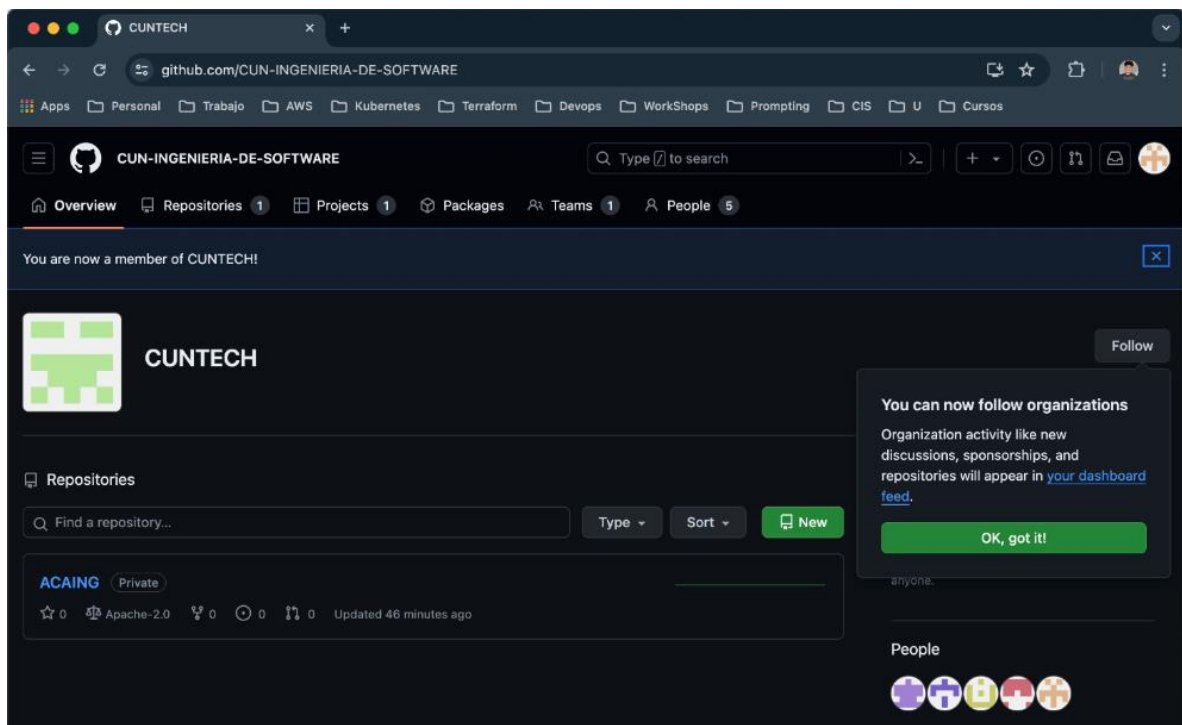 CUNTECH
github.com/CUN-INGENIERIA-DE-SOFTWARE
Apps Personal Trabajo AWS Kubernetes Terraform Devops WorkShops Prompting CIS U Cursos
CUN-INGENIERIA-DE-SOFTWARE Type / to search
Overview Repositories 1 Projects 1 Packages Teams 1 People 5
You are now a member of CUNTECH!
CUNTECH
Follow
You can now follow organizations
Organization activity like new
discussions, sponsorships, and
repositories will appear in your dashboard
feed.
OK, got it!
Repositories
Find a repository...
Type Sort New
ACAING Private
0 Apache-2.0 0 0 0 Updated 46 minutes ago
anyone.
People